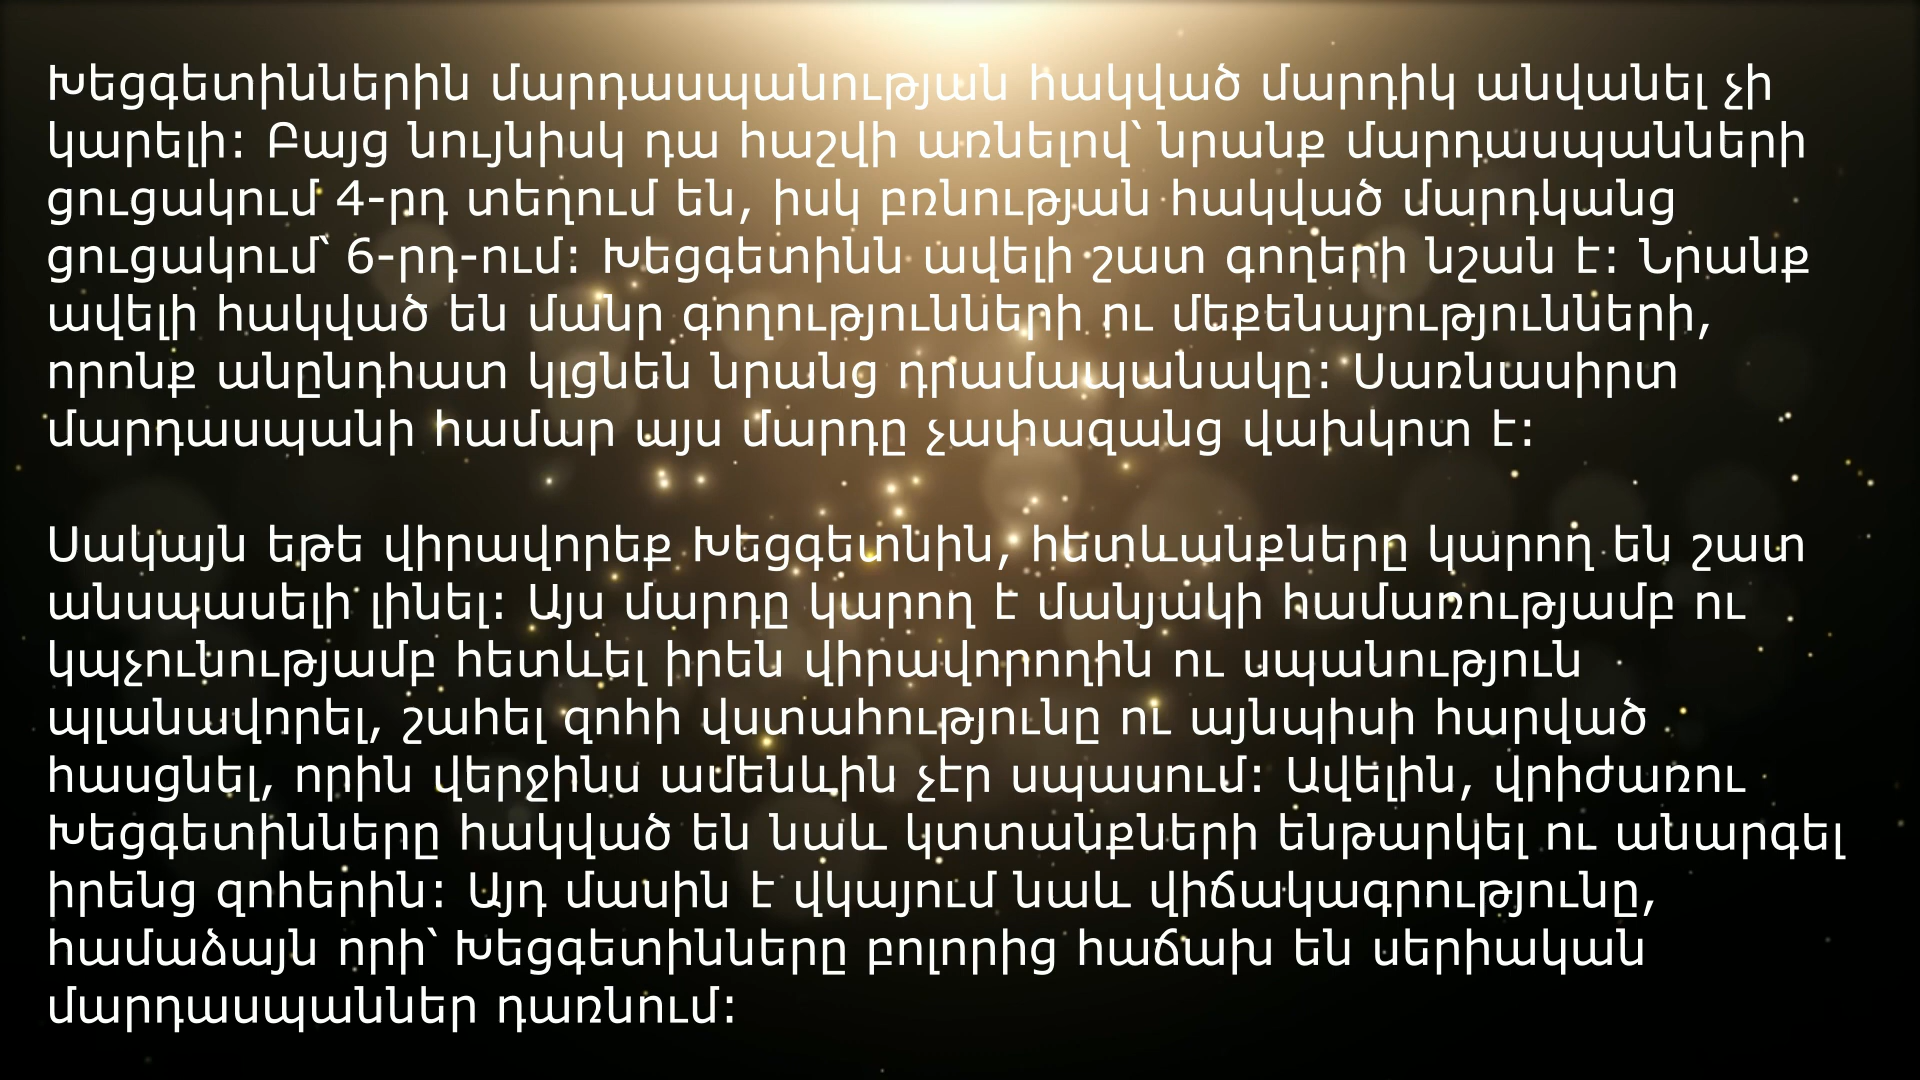 Խեցգետիններին մարդասպանության հակված մարդիկ անվանել չի
կարելի: Բայց նույնիսկ դա հաշվի առնելով՝ նրանք մարդասպանների
ցուցակում 4-րդ տեղում են, իսկ բռնության հակված մարդկանց
ցուցակում՝ 6-րդ-ում: Խեցգետինն ավելի շատ գողերի նշան է: Նրանք
ավելի հակված են մանր գողությունների ու մեքենայությունների,
որոնք անընդհատ կլցնեն նրանց դրամապանակը: Սառնասիրտ
մարդասպանի համար այս մարդը չափազանց վախկոտ է:

Սակայն եթե վիրավորեք Խեցգետնին, հետևանքները կարող են շատ
անսպասելի լինել: Այս մարդը կարող է մանյակի համառությամբ ու
կպչունությամբ հետևել իրեն վիրավորողին ու սպանություն
պլանավորել, շահել զոհի վստահությունը ու այնպիսի հարված
հասցնել, որին վերջինս ամենևին չէր սպասում: Ավելին, վրիժառու
Խեցգետինները հակված են նաև կտտանքների ենթարկել ու անարգել
իրենց զոհերին: Այդ մասին է վկայում նաև վիճակագրությունը,
համաձայն որի՝ Խեցգետինները բոլորից հաճախ են սերիական
մարդասպաններ դառնում: